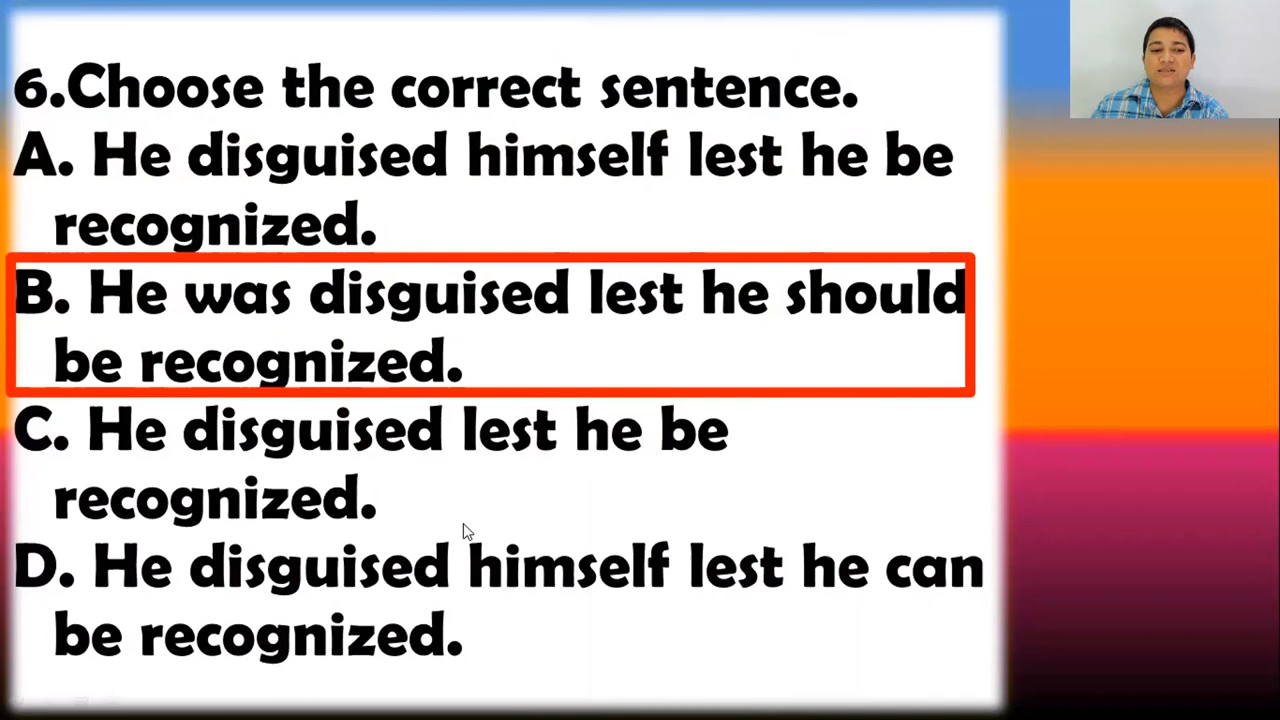 6.Choose the correct sentence.
A. He disguised himself lest he be
recognized.
B. He was disguised lest he should
be recognized.
C. He disguised lest he be
recognized.
D. He disguised himself lest he can
be recognized.